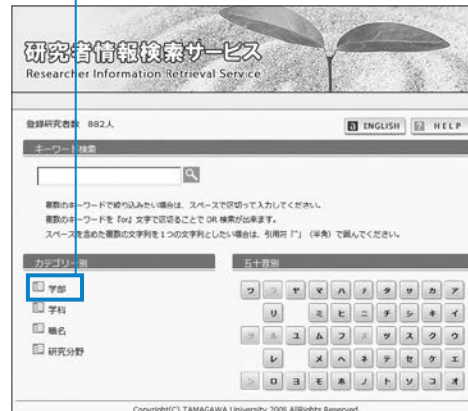 研究者情報検索サービス
Researcher Information Retrieval Service
登録研究者数 882人
ENGLISH
HELP
キーワード検索
複数のキーワードで絞り込みたい場合は、スペースで区切って入力してください。
複数のキーワードを『or』文字で区切ることで OR 検索が出来ます。
スペースを含めた複数の文字列を1つの文字列としたい場合は、引用符「"」(半角)で囲んでください。
カテゴリー別
五十音別
学部
学科
職名
研究分野
ワ ラ ヤ マ ハ ナ タ サ カ ア
リ ミ ヒ ニ チ シ キ イ
ユ ム フ ツ ス ク ウ
レ メ ヘ ネ テ セ ケ エ
ロ ヨ モ ホ ノ ト ソ コ オ
Copyright(C) TAMAGAWA University 2006 AllRights Reserved